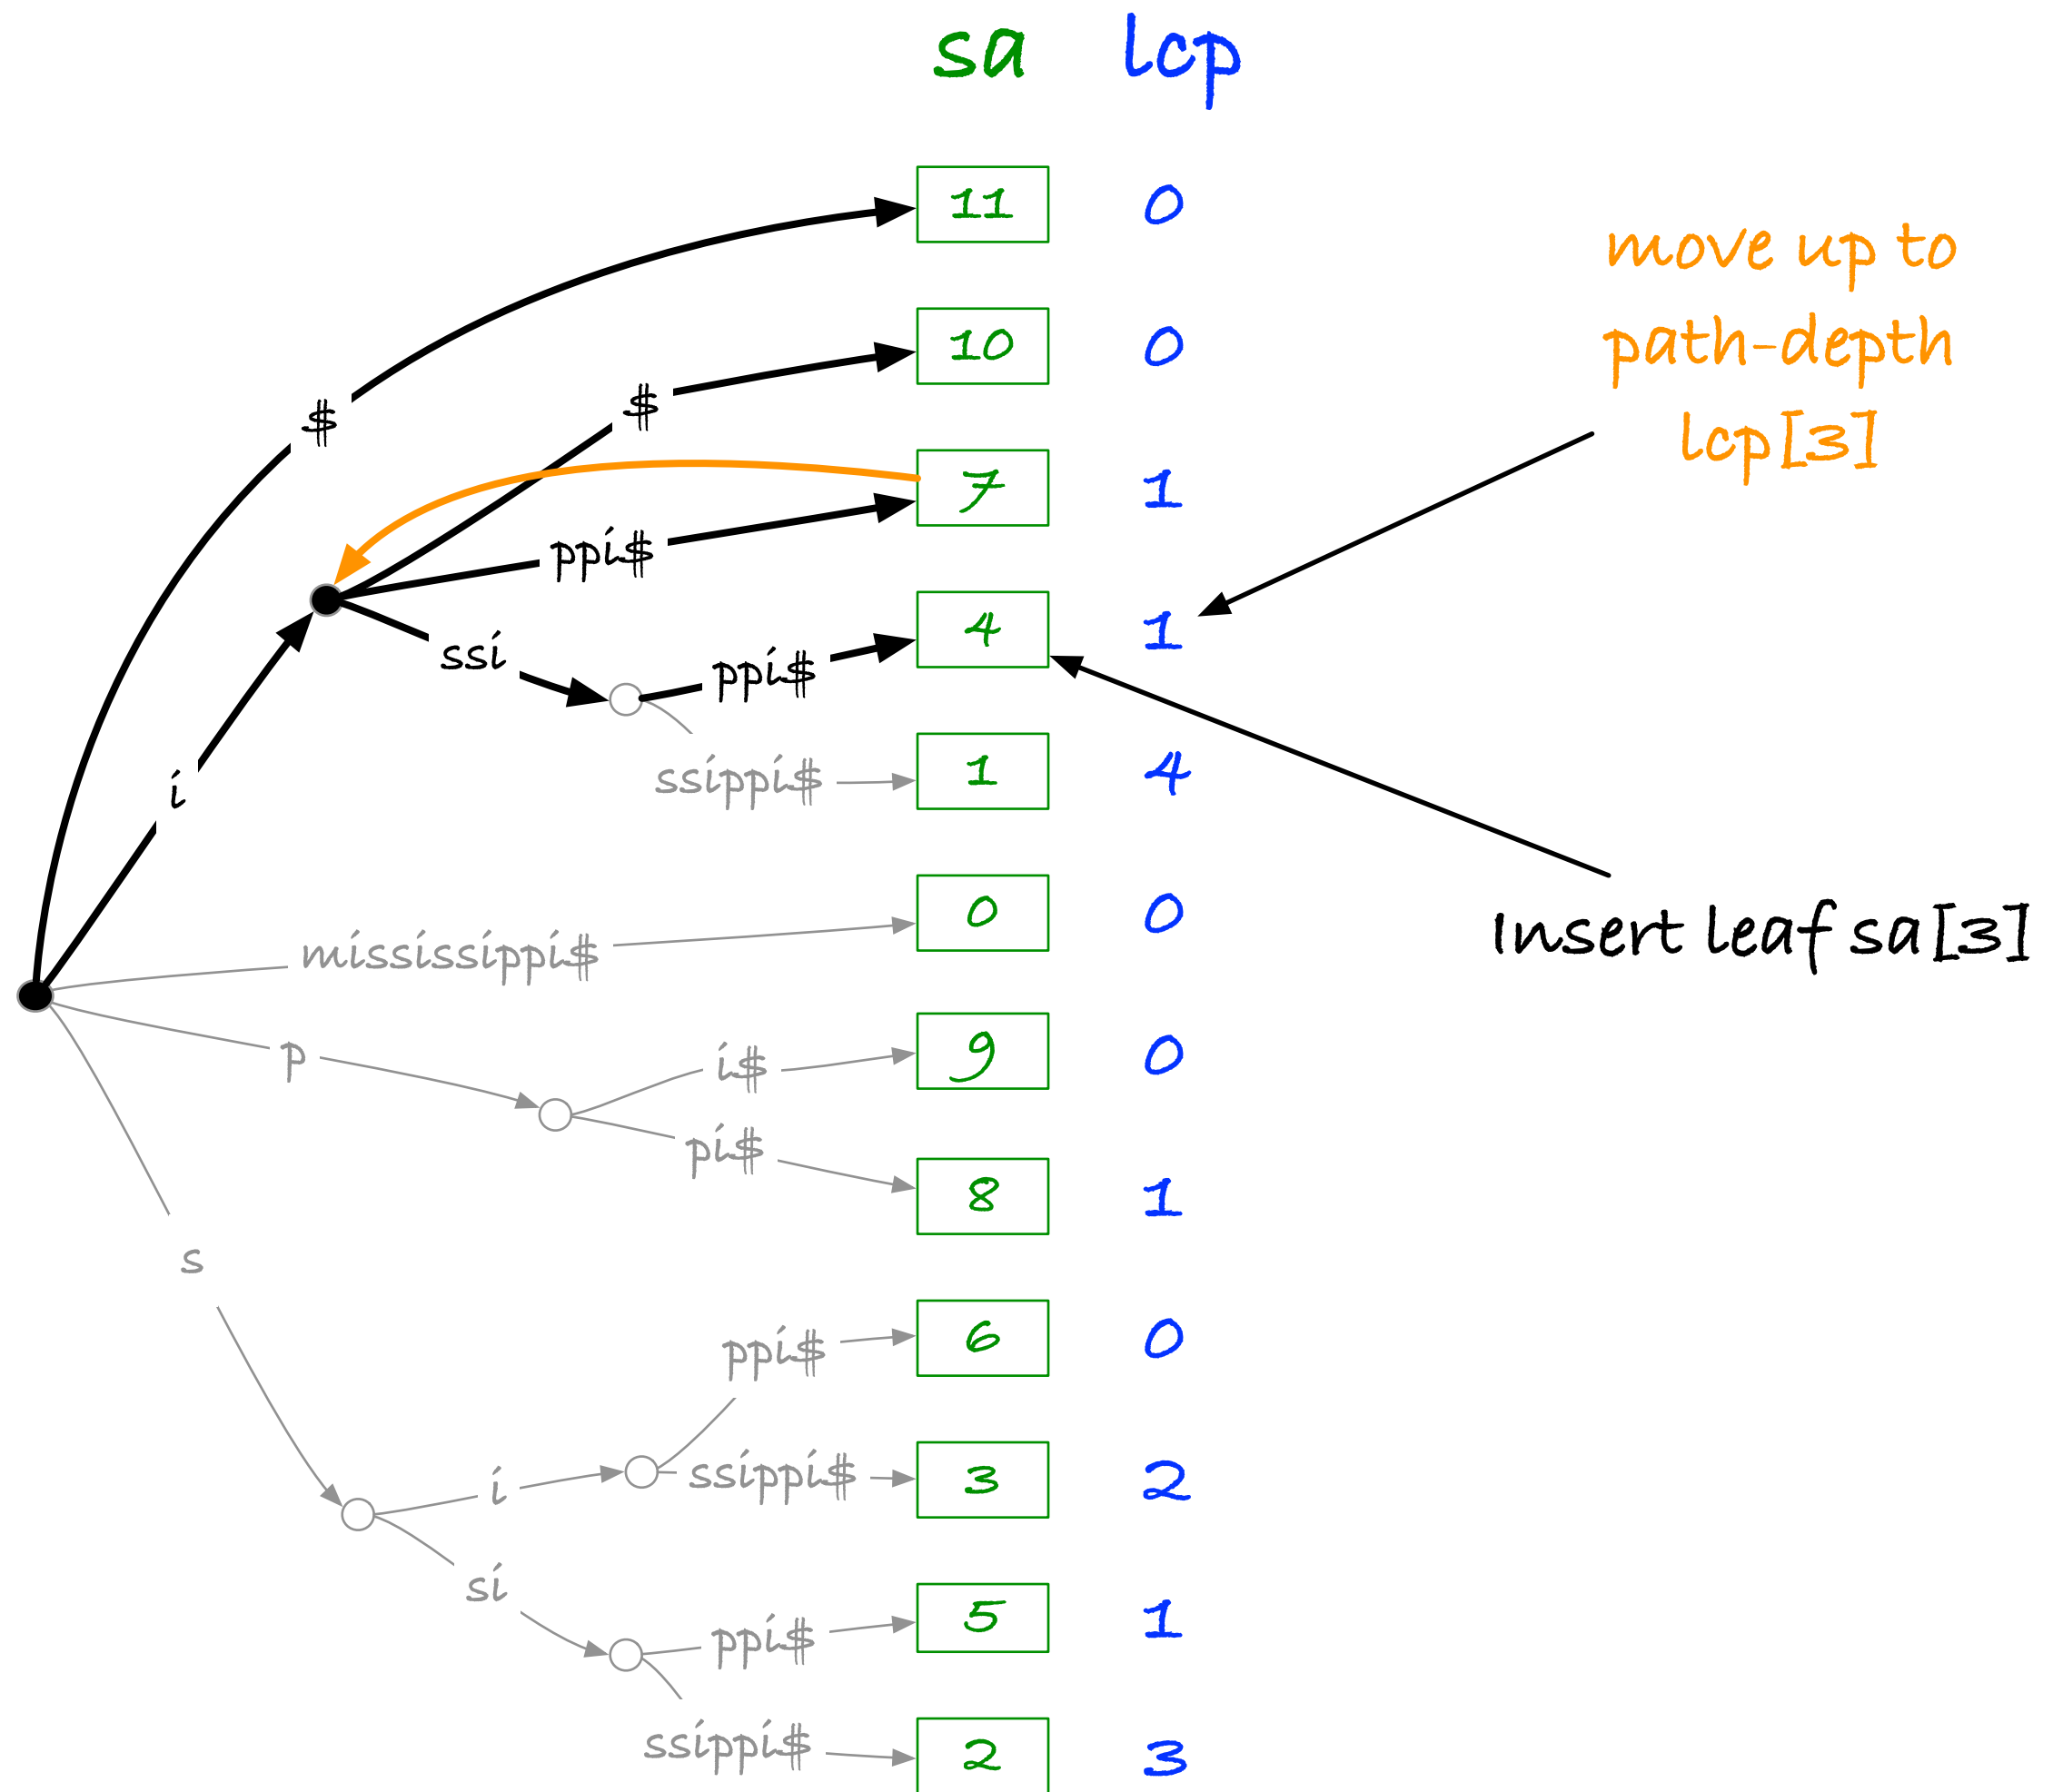 sa lcp
11 0
move up to
10 0
path-depth
$ $
lcp[3]
7 1
ppi$
4 1
ssi ppi$
1 4
ssippi$
i
0 0
Insert leaf sa[3]
mississippi$
9 0
p i$
pi$
8 1
s
6 0
ppi$
3 2
i ssippi$
si
5 1
ppi$
ssippi$
2 3